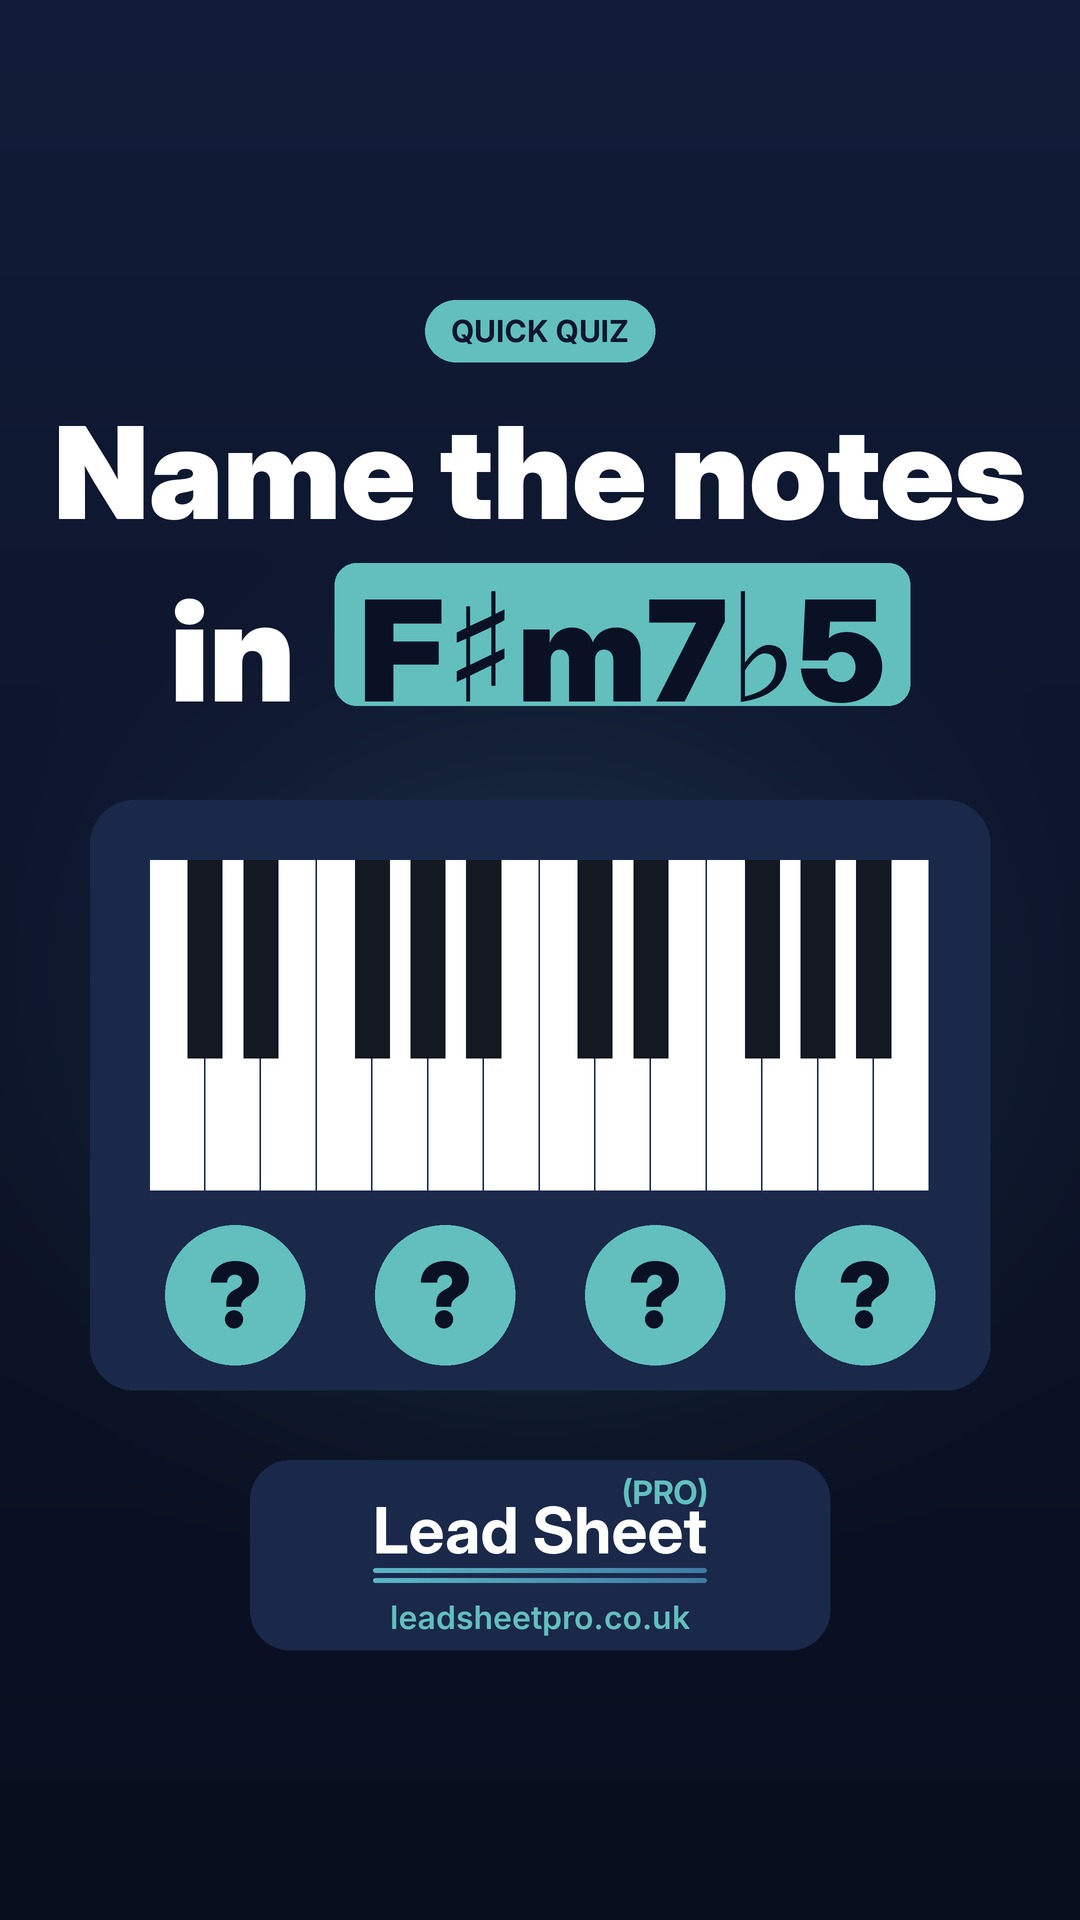 QUICK QUIZ
Name the notes
in F♯m7♭5
? ? ? ?
(PRO)
Lead Sheet
leadsheetpro.co.uk